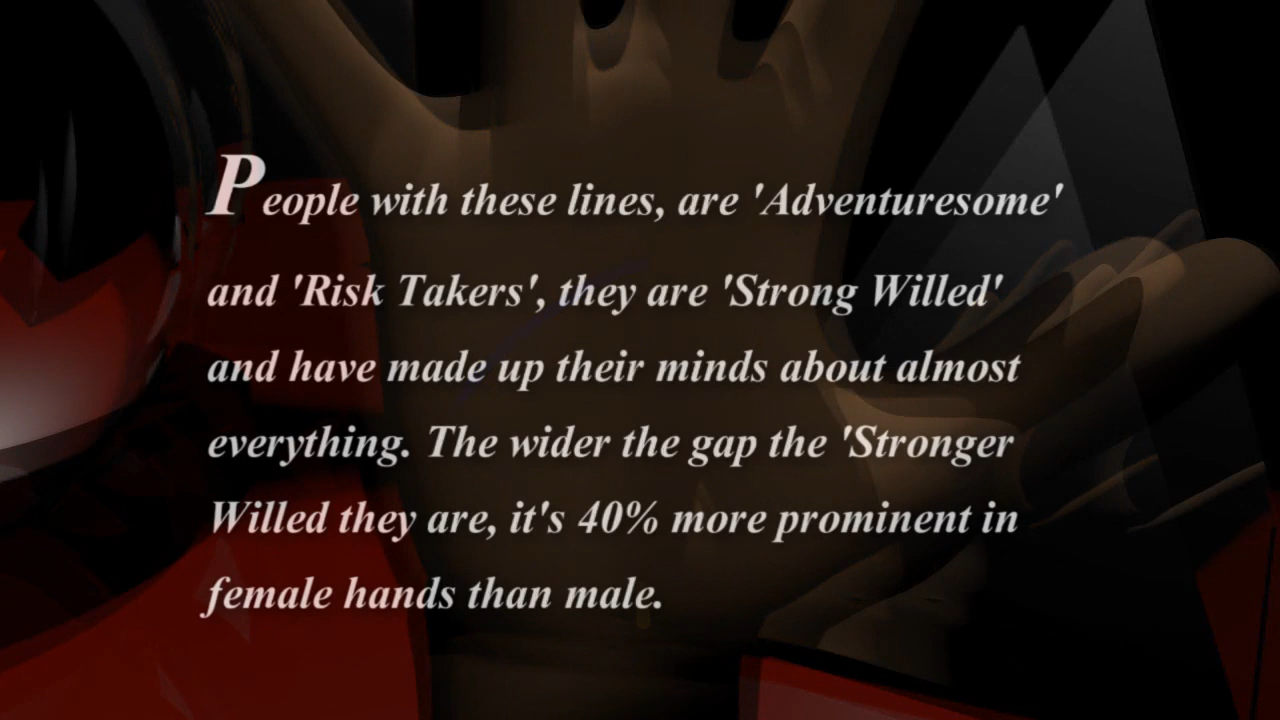 People with these lines, are 'Adventuresome'
and 'Risk Takers', they are 'Strong Willed'
and have made up their minds about almost
everything. The wider the gap the 'Stronger
Willed they are, it's 40% more prominent in
female hands than male.